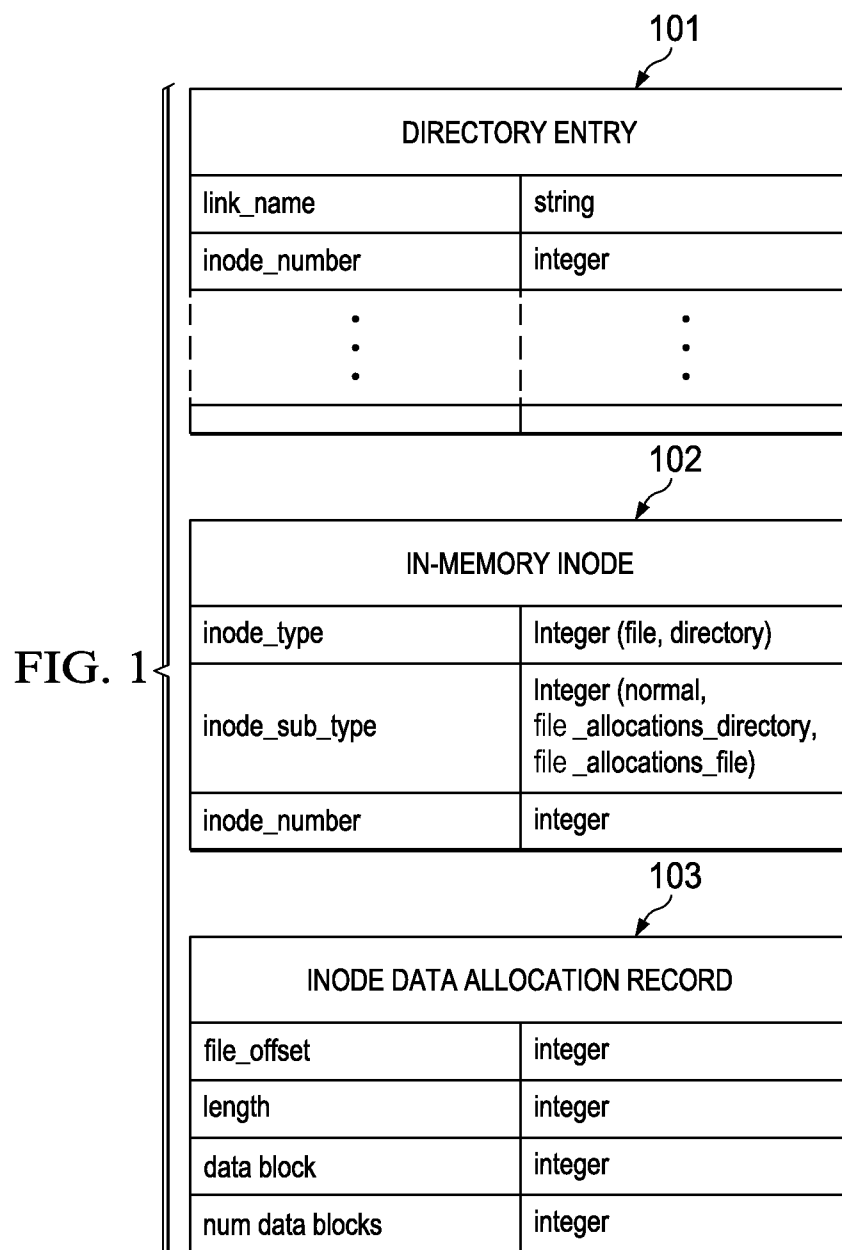 101
DIRECTORY ENTRY
link_name string
inode_number integer
102
IN-MEMORY INODE
inode_type Integer (file, directory)
inode_sub_type Integer (normal,
file _allocations_directory,
file _allocations_file)
inode_number integer
FIG. 1
103
INODE DATA ALLOCATION RECORD
file_offset integer
length integer
data block integer
num data blocks integer